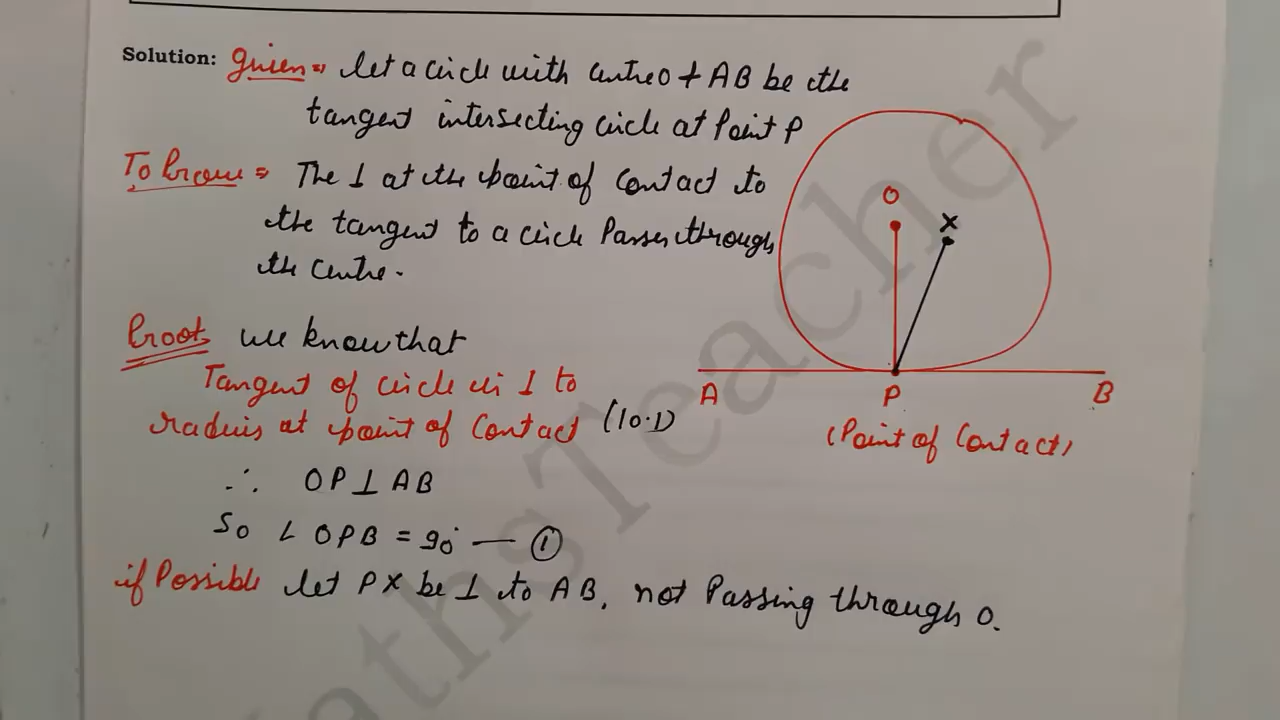 Solution: Given⇒ let a circle with centre O + AB be the
tangent intersecting circle at Point P
To Prove ⇒ The ⊥ at the point of Contact to
the tangent to a circle Passes through
the Centre.
Proof we know that
Tangent of circle is ⊥ to
radius at point of Contact (10.1)
∴ OP ⊥ AB
So ∠ OPB = 90° — ①
if Possible let PX be ⊥ to AB, not Passing through O.
O
X
A
P
B
(Point of Contact)
Maths Teacher